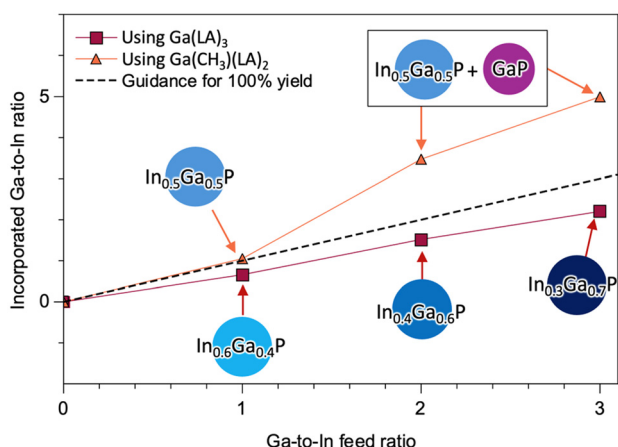 Using Ga(LA)₃
Using Ga(CH₃)(LA)₂
Guidance for 100% yield
In₀.₅Ga₀.₅P + GaP
In₀.₅Ga₀.₅P
In₀.₆Ga₀.₄P
In₀.₄Ga₀.₆P
In₀.₃Ga₀.₇P
Incorporated Ga-to-In ratio
5
0
0 1 2 3
Ga-to-In feed ratio